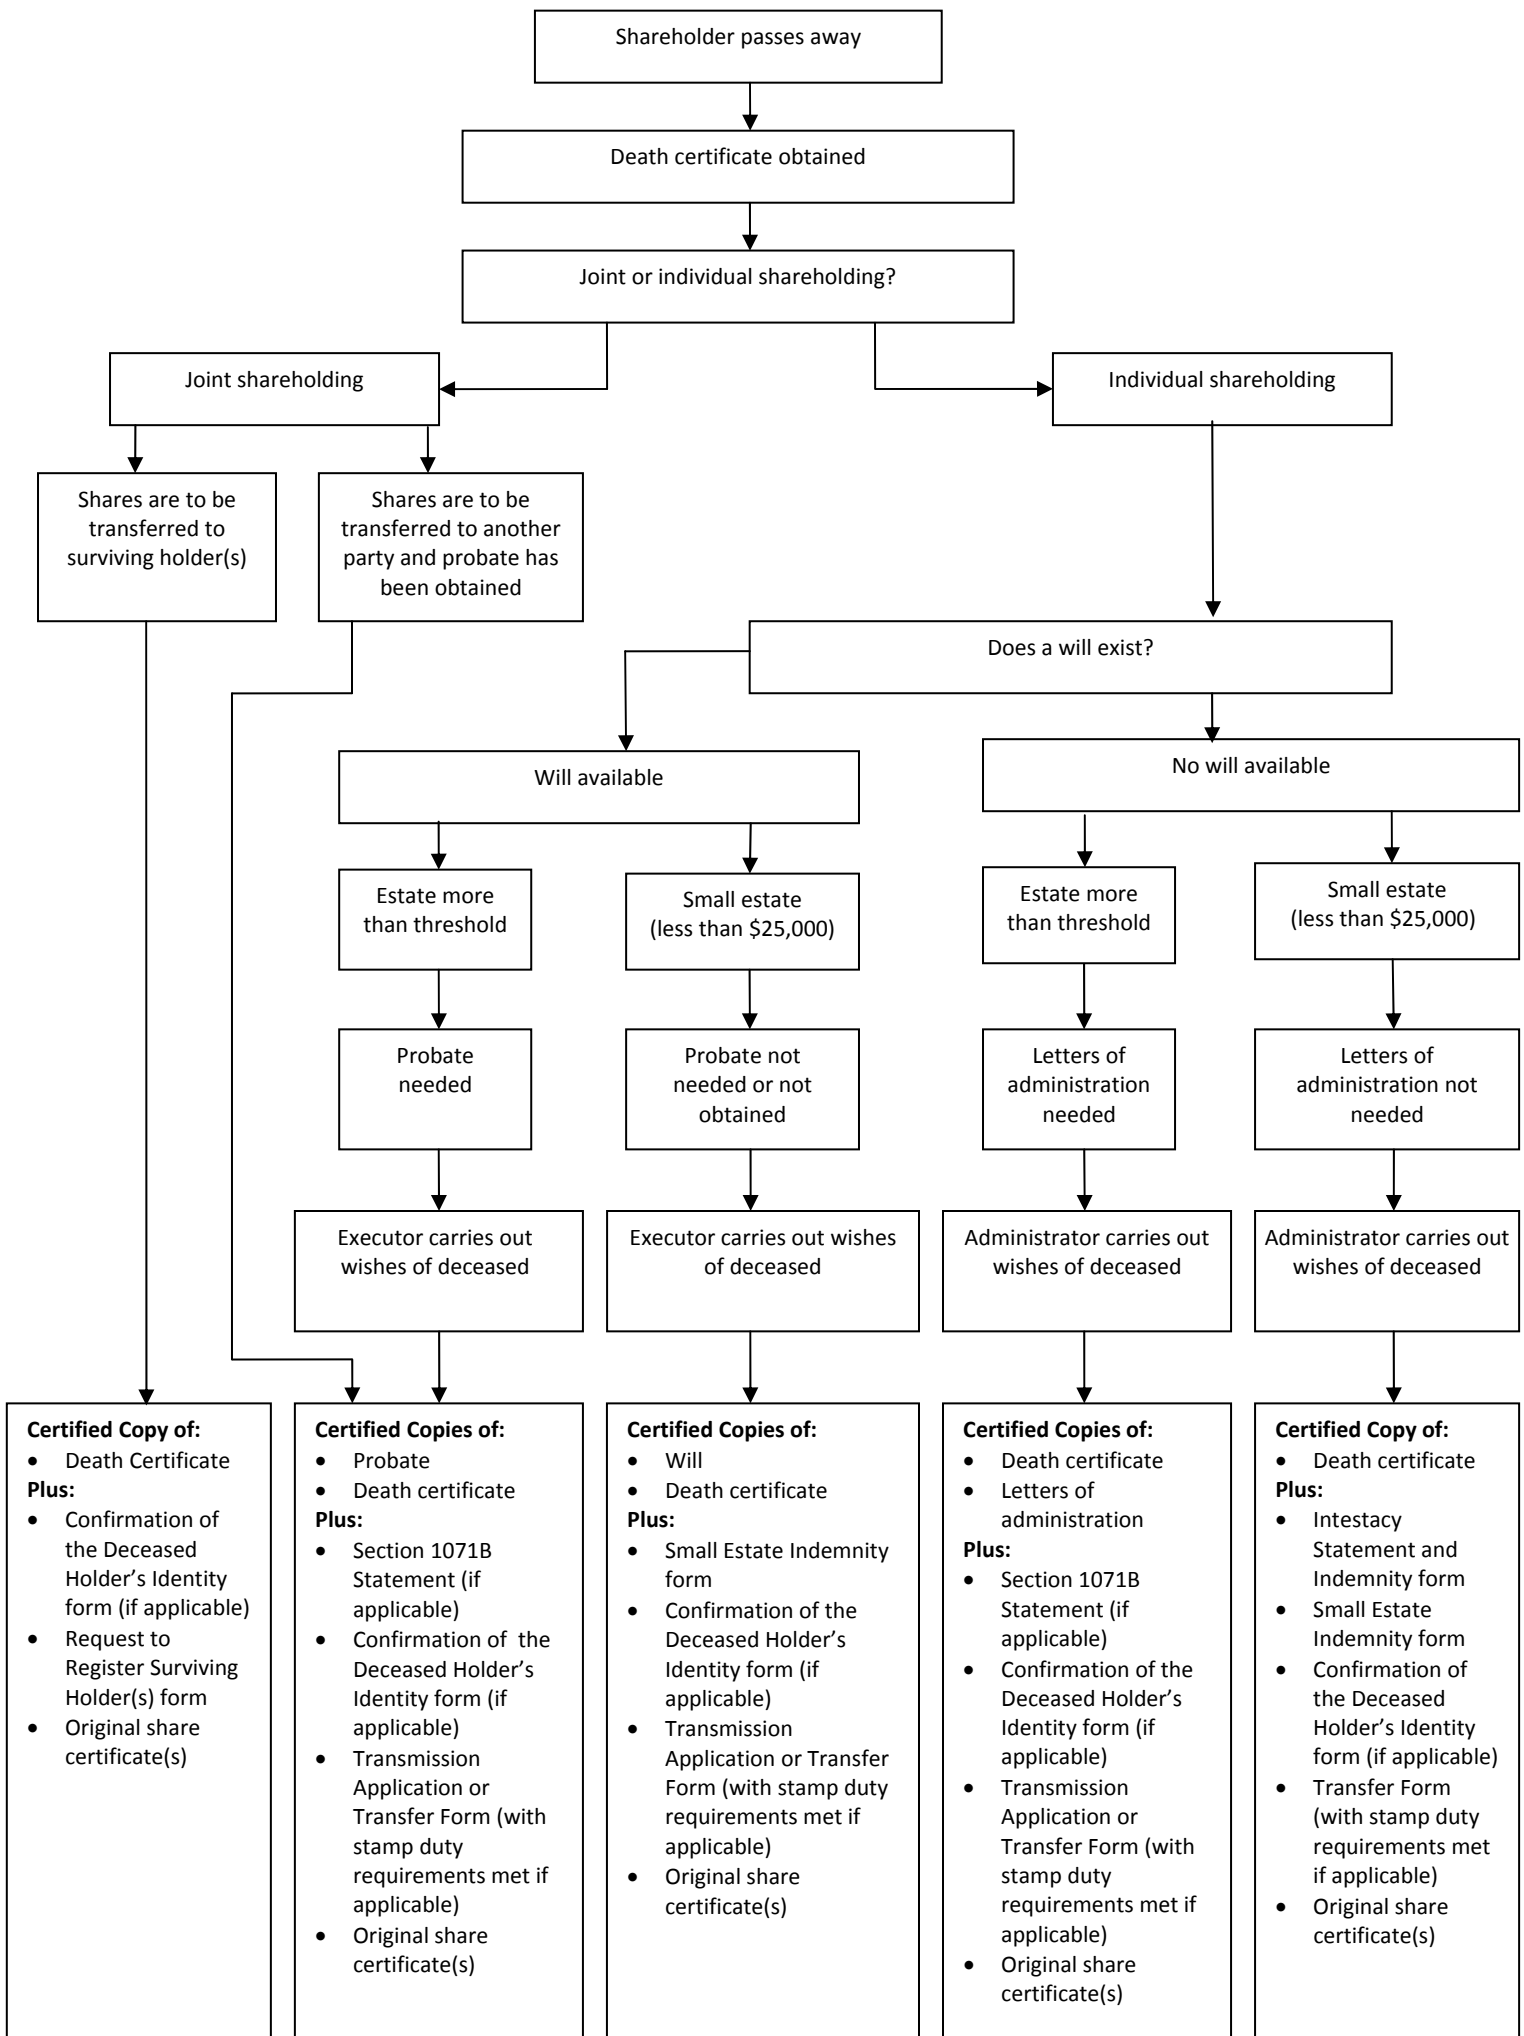 Shareholder passes away
Death certificate obtained
Joint or individual shareholding?
Joint shareholding
Individual shareholding
Shares are to be
transferred to
surviving holder(s)
Shares are to be
transferred to another
party and probate has
been obtained
Does a will exist?
Will available
No will available
Estate more
than threshold
Small estate
(less than $25,000)
Estate more
than threshold
Small estate
(less than $25,000)
Probate
needed
Probate not
needed or not
obtained
Letters of
administration
needed
Letters of
administration not
needed
Executor carries out
wishes of deceased
Executor carries out wishes
of deceased
Administrator carries out
wishes of deceased
Administrator carries out
wishes of deceased
Certified Copy of:
• Death Certificate
Plus:
• Confirmation of
the Deceased
Holder’s Identity
form (if applicable)
• Request to
Register Surviving
Holder(s) form
• Original share
certificate(s)
Certified Copies of:
• Probate
• Death certificate
Plus:
• Section 1071B
Statement (if
applicable)
• Confirmation of the
Deceased Holder’s
Identity form (if
applicable)
• Transmission
Application or
Transfer Form (with
stamp duty
requirements met if
applicable)
• Original share
certificate(s)
Certified Copies of:
• Will
• Death certificate
Plus:
• Small Estate Indemnity
form
• Confirmation of the
Deceased Holder’s
Identity form (if
applicable)
• Transmission
Application or Transfer
Form (with stamp duty
requirements met if
applicable)
• Original share
certificate(s)
Certified Copies of:
• Death certificate
• Letters of
administration
Plus:
• Section 1071B
Statement (if
applicable)
• Confirmation of the
Deceased Holder’s
Identity form (if
applicable)
• Transmission
Application or
Transfer Form (with
stamp duty
requirements met if
applicable)
• Original share
certificate(s)
Certified Copy of:
• Death certificate
Plus:
• Intestacy
Statement and
Indemnity form
• Small Estate
Indemnity form
• Confirmation of
the Deceased
Holder’s Identity
form (if applicable)
• Transfer Form
(with stamp duty
requirements met
if applicable)
• Original share
certificate(s)